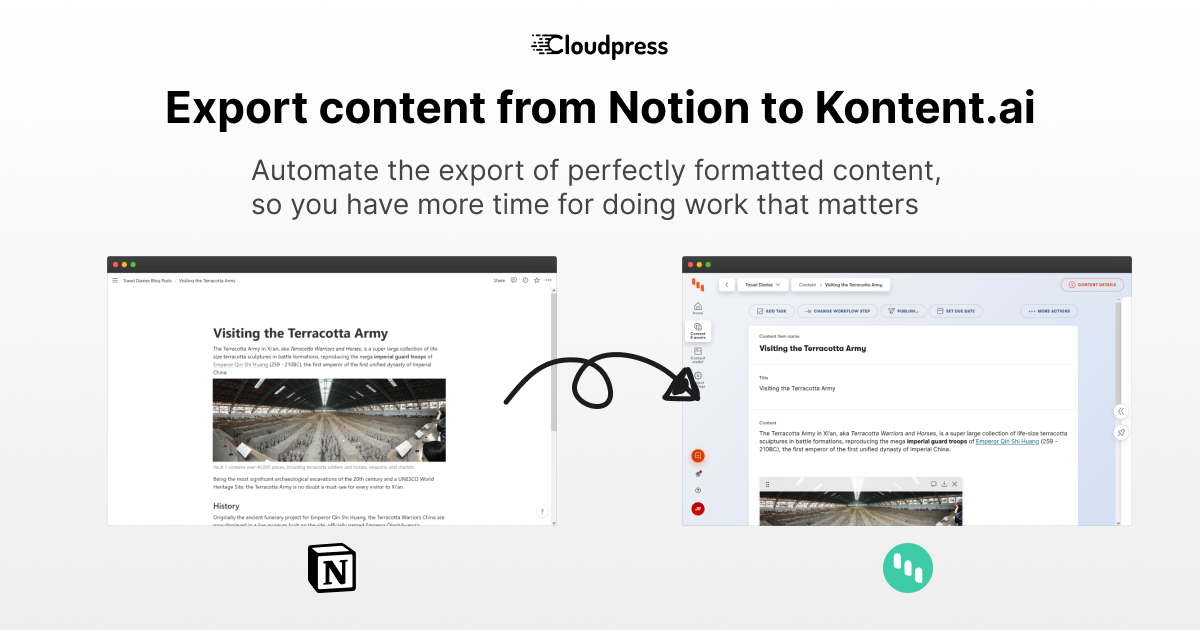 Cloudpress
Export content from Notion to Kontent.ai
Automate the export of perfectly formatted content,
so you have more time for doing work that matters
Travel Diaries Blog Posts / Visiting the Terracotta Army
Share
Visiting the Terracotta Army
The Terracotta Army in Xi'an, aka Terracotta Warriors and Horses, is a super large collection of life-
size terracotta sculptures in battle formations, reproducing the mega imperial guard troops of
Emperor Qin Shi Huang (259 - 210BC), the first emperor of the first unified dynasty of Imperial
China.
Vault 1 contains over 40,000 pieces, including terracotta soldiers and horses, weapons, and chariots
Being the most significant archaeological excavations of the 20th century and a UNESCO World
Heritage Site, the Terracotta Army is no doubt a must-see for every visitor to Xi'an.
History
Originally the ancient funerary project for Emperor Qin Shi Huang, the Terracotta Warriors China are
?
N
Travel Diaries
Content
Visiting the Terracotta Army
CONTENT DETAILS
Home
Content
& assets
Content
model
ADD TASK
CHANGE WORKFLOW STEP
PUBLISH...
SET DUE DATE
MORE ACTIONS
Content item name
Visiting the Terracotta Army
Title
Visiting the Terracotta Army
Content
The Terracotta Army in Xi'an, aka Terracotta Warriors and Horses, is a super large collection of life-size terracotta
sculptures in battle formations, reproducing the mega imperial guard troops of Emperor Qin Shi Huang (259 -
210BC), the first emperor of the first unified dynasty of Imperial China.
JP